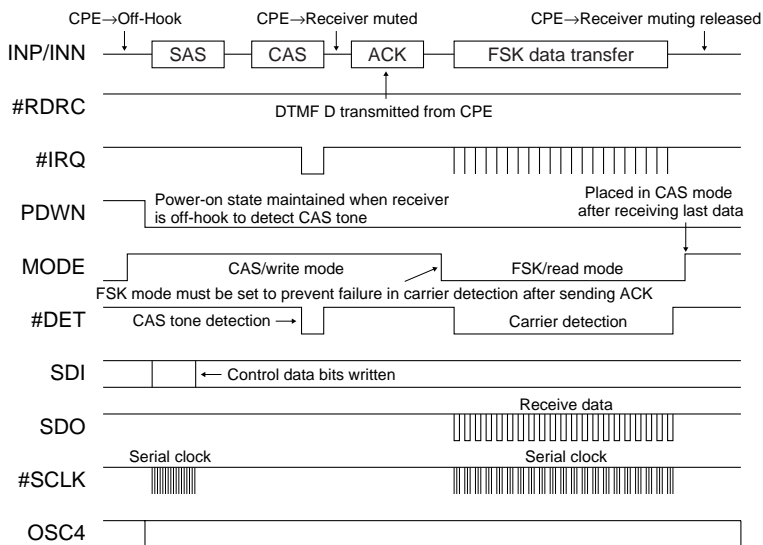 CPE→Off-Hook CPE→Receiver muted CPE→Receiver muting released
INP/INN SAS CAS ACK FSK data transfer
#RDRC
DTMF D transmitted from CPE
#IRQ
PDWN
Power-on state maintained when receiver
is off-hook to detect CAS tone
Placed in CAS mode
after receiving last data
MODE CAS/write mode FSK/read mode
FSK mode must be set to prevent failure in carrier detection after sending ACK
#DET CAS tone detection → Carrier detection
SDI ← Control data bits written
SDO Receive data
#SCLK Serial clock Serial clock
OSC4